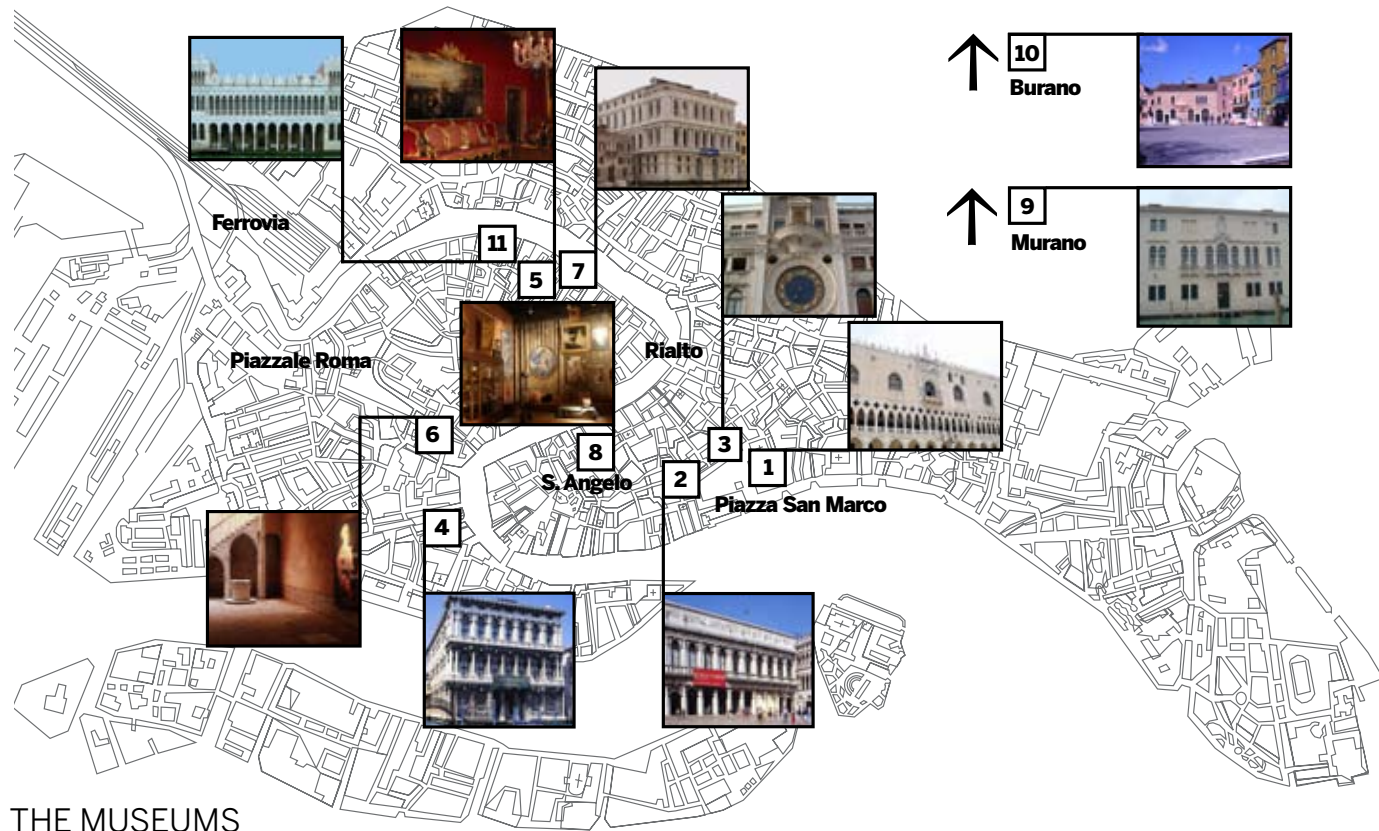 10
Burano
9
Murano
Ferrovia
11
5
7
Piazzale Roma
Rialto
6
8
3
S. Angelo
2
1
Piazza San Marco
4
THE MUSEUMS